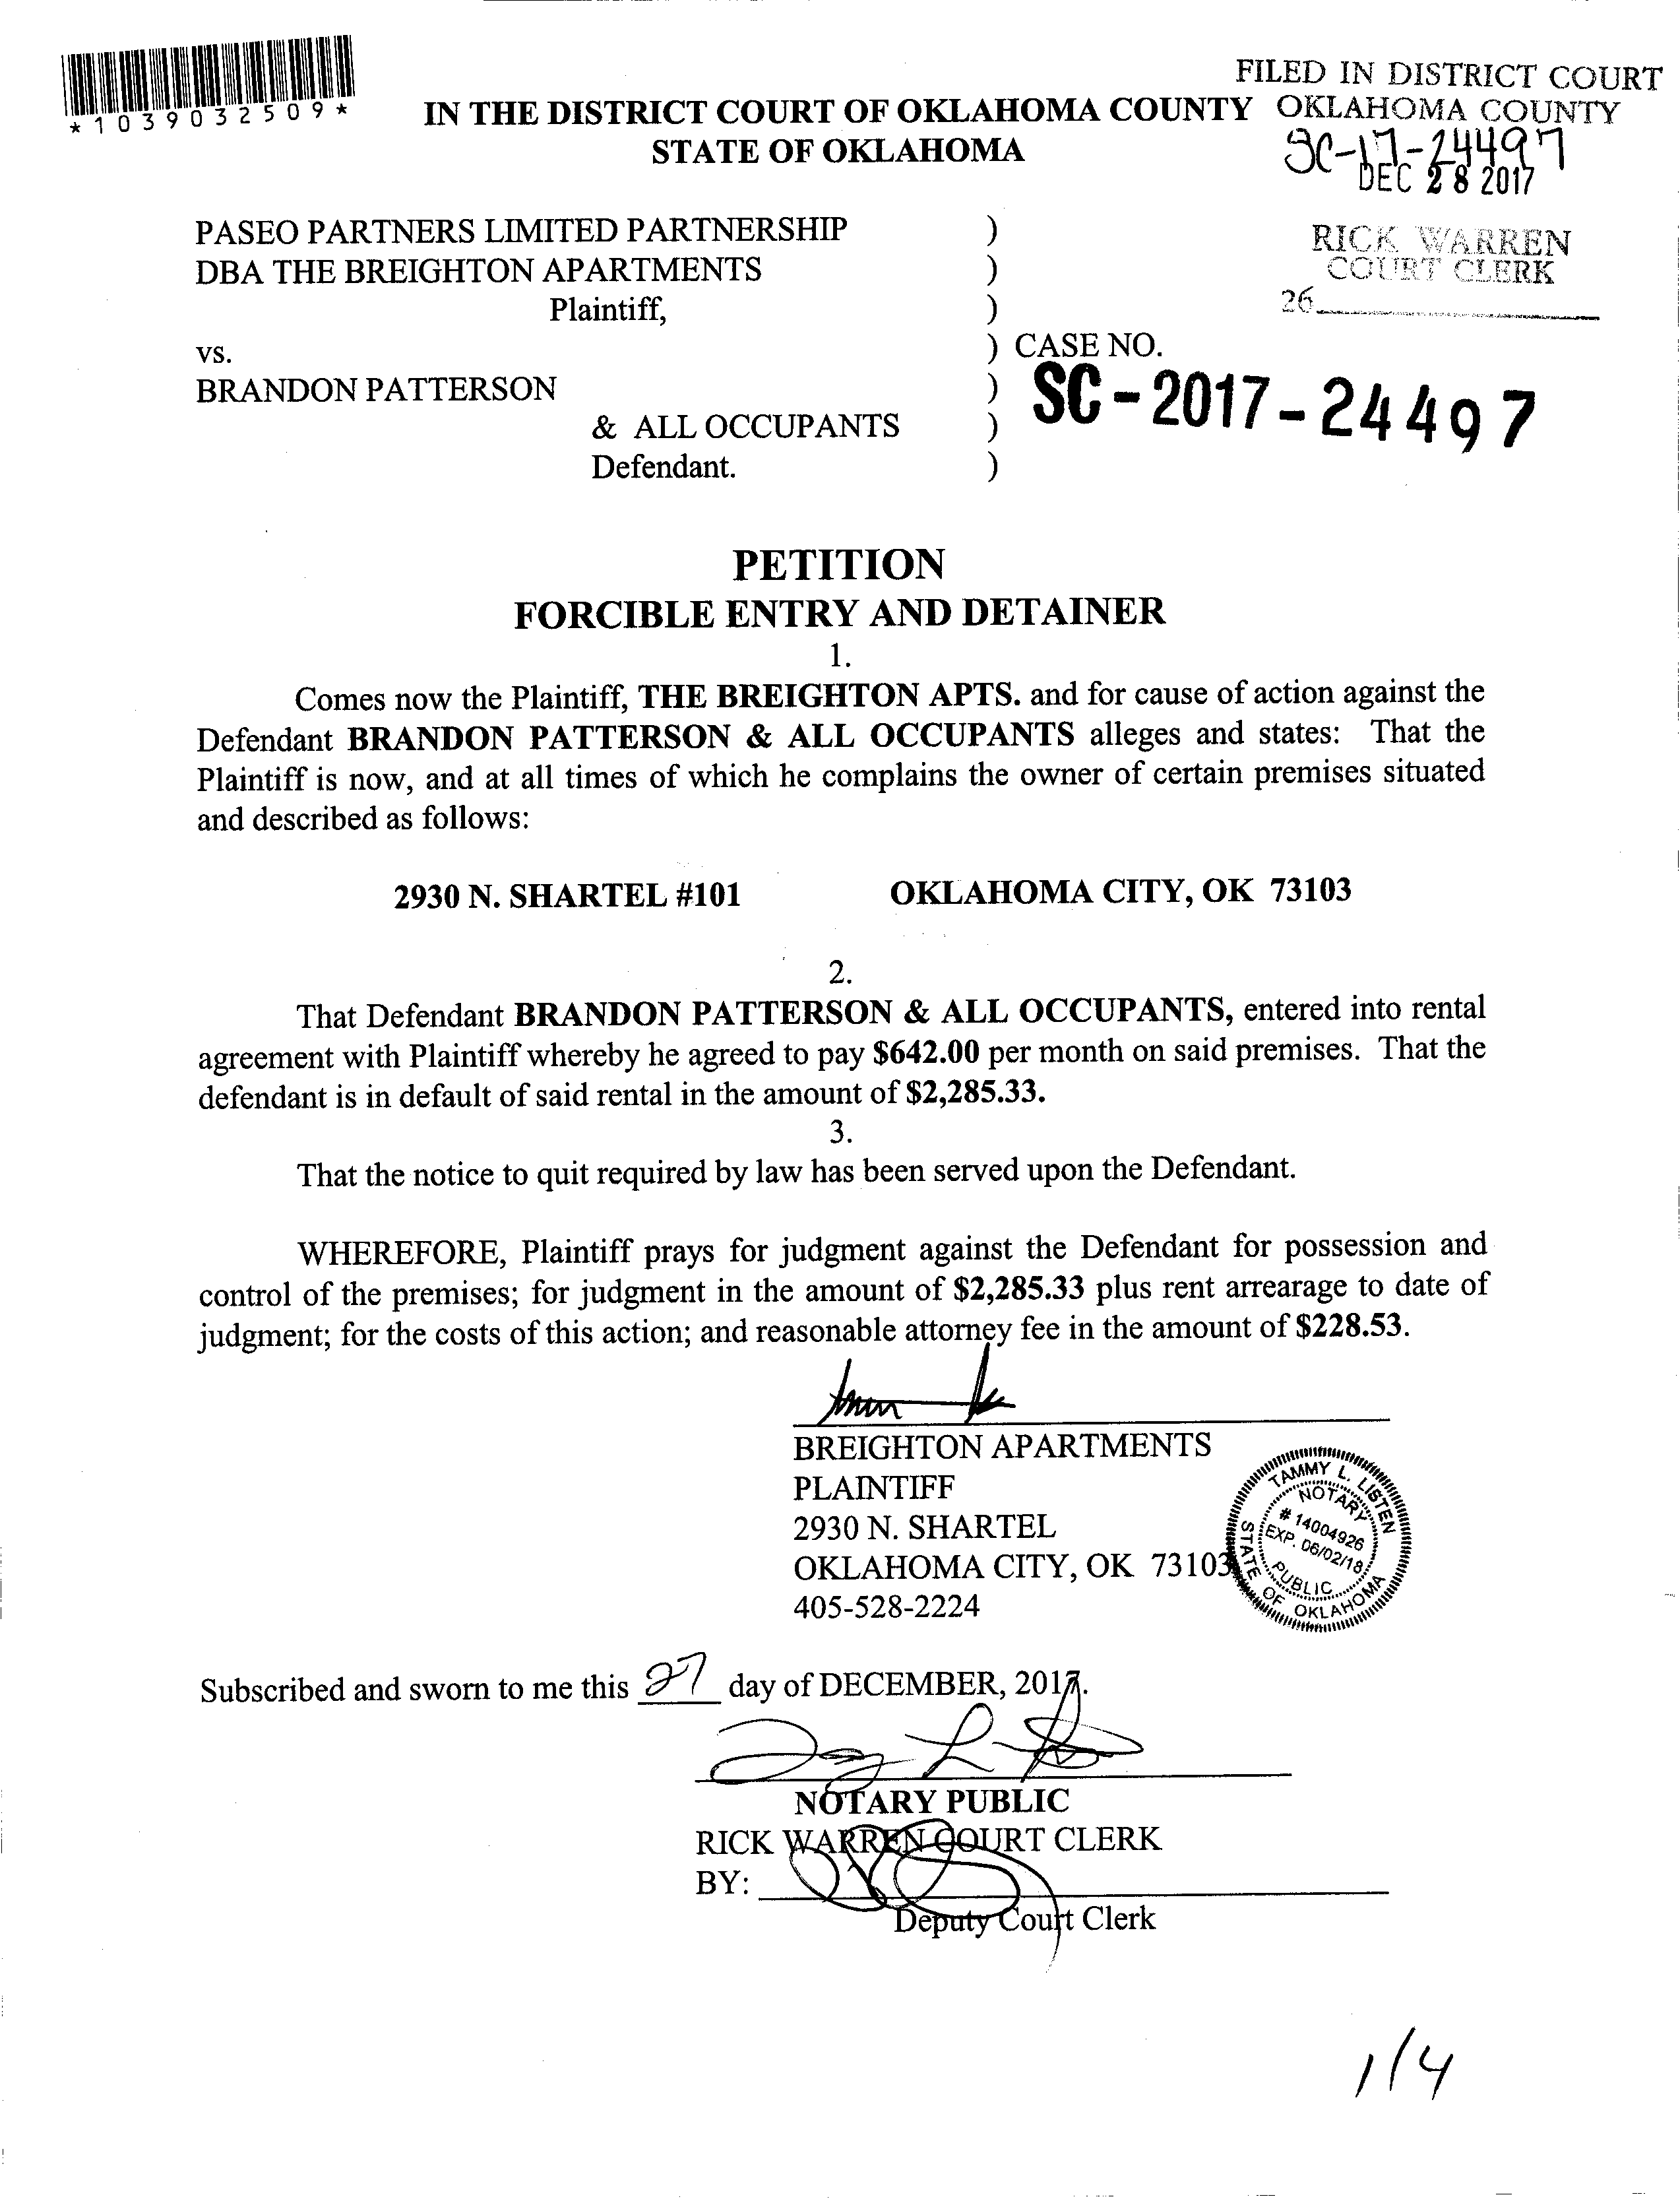 *1039032509*
FILED IN DISTRICT COURT
OKLAHOMA COUNTY
SC-17-24497
DEC 28 2017
RICK WARREN
COURT CLERK
26
IN THE DISTRICT COURT OF OKLAHOMA COUNTY
STATE OF OKLAHOMA
PASEO PARTNERS LIMITED PARTNERSHIP )
DBA THE BREIGHTON APARTMENTS )
Plaintiff, )
vs. ) CASE NO.
BRANDON PATTERSON ) SC-2017-24497
& ALL OCCUPANTS )
Defendant. )
PETITION
FORCIBLE ENTRY AND DETAINER
1.
Comes now the Plaintiff, THE BREIGHTON APTS. and for cause of action against the
Defendant BRANDON PATTERSON & ALL OCCUPANTS alleges and states: That the
Plaintiff is now, and at all times of which he complains the owner of certain premises situated
and described as follows:
2930 N. SHARTEL #101 OKLAHOMA CITY, OK 73103
2.
That Defendant BRANDON PATTERSON & ALL OCCUPANTS, entered into rental
agreement with Plaintiff whereby he agreed to pay $642.00 per month on said premises. That the
defendant is in default of said rental in the amount of $2,285.33.
3.
That the notice to quit required by law has been served upon the Defendant.
WHEREFORE, Plaintiff prays for judgment against the Defendant for possession and
control of the premises; for judgment in the amount of $2,285.33 plus rent arrearage to date of
judgment; for the costs of this action; and reasonable attorney fee in the amount of $228.53.
BREIGHTON APARTMENTS
PLAINTIFF
2930 N. SHARTEL
OKLAHOMA CITY, OK 73103
405-528-2224
TAMMY L. LISTEN
NOTARY
# 14004926
EXP. 06/02/18
PUBLIC
STATE OF OKLAHOMA
Subscribed and sworn to me this 27 day of DECEMBER, 2017.
NOTARY PUBLIC
RICK WARREN COURT CLERK
BY:
Deputy Court Clerk
1/4